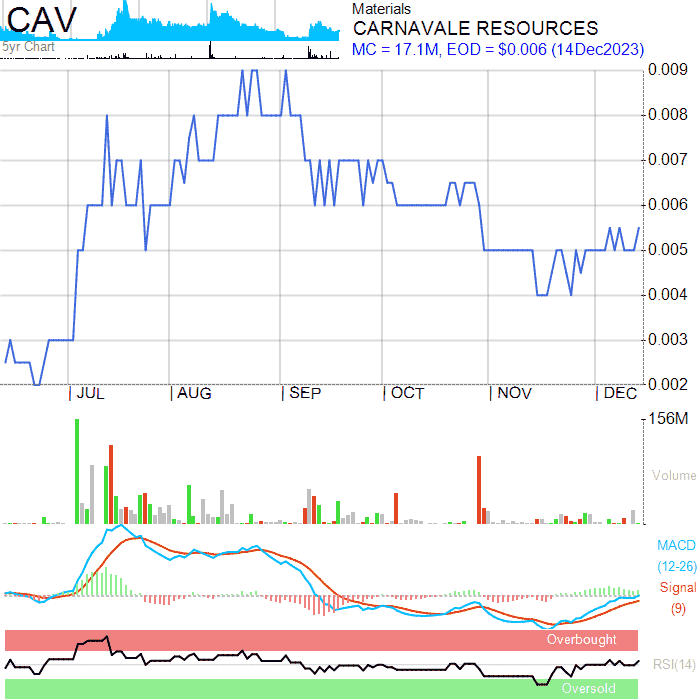 CAV
5yr Chart
Materials
CARNAVALE RESOURCES
MC = 17.1M, EOD = $0.006 (14Dec2023)
0.009
0.008
0.007
0.006
0.005
0.004
0.003
0.002
JUL AUG SEP OCT NOV DEC
156M
Volume
MACD
(12-26)
Signal
(9)
Overbought
RSI(14)
Oversold